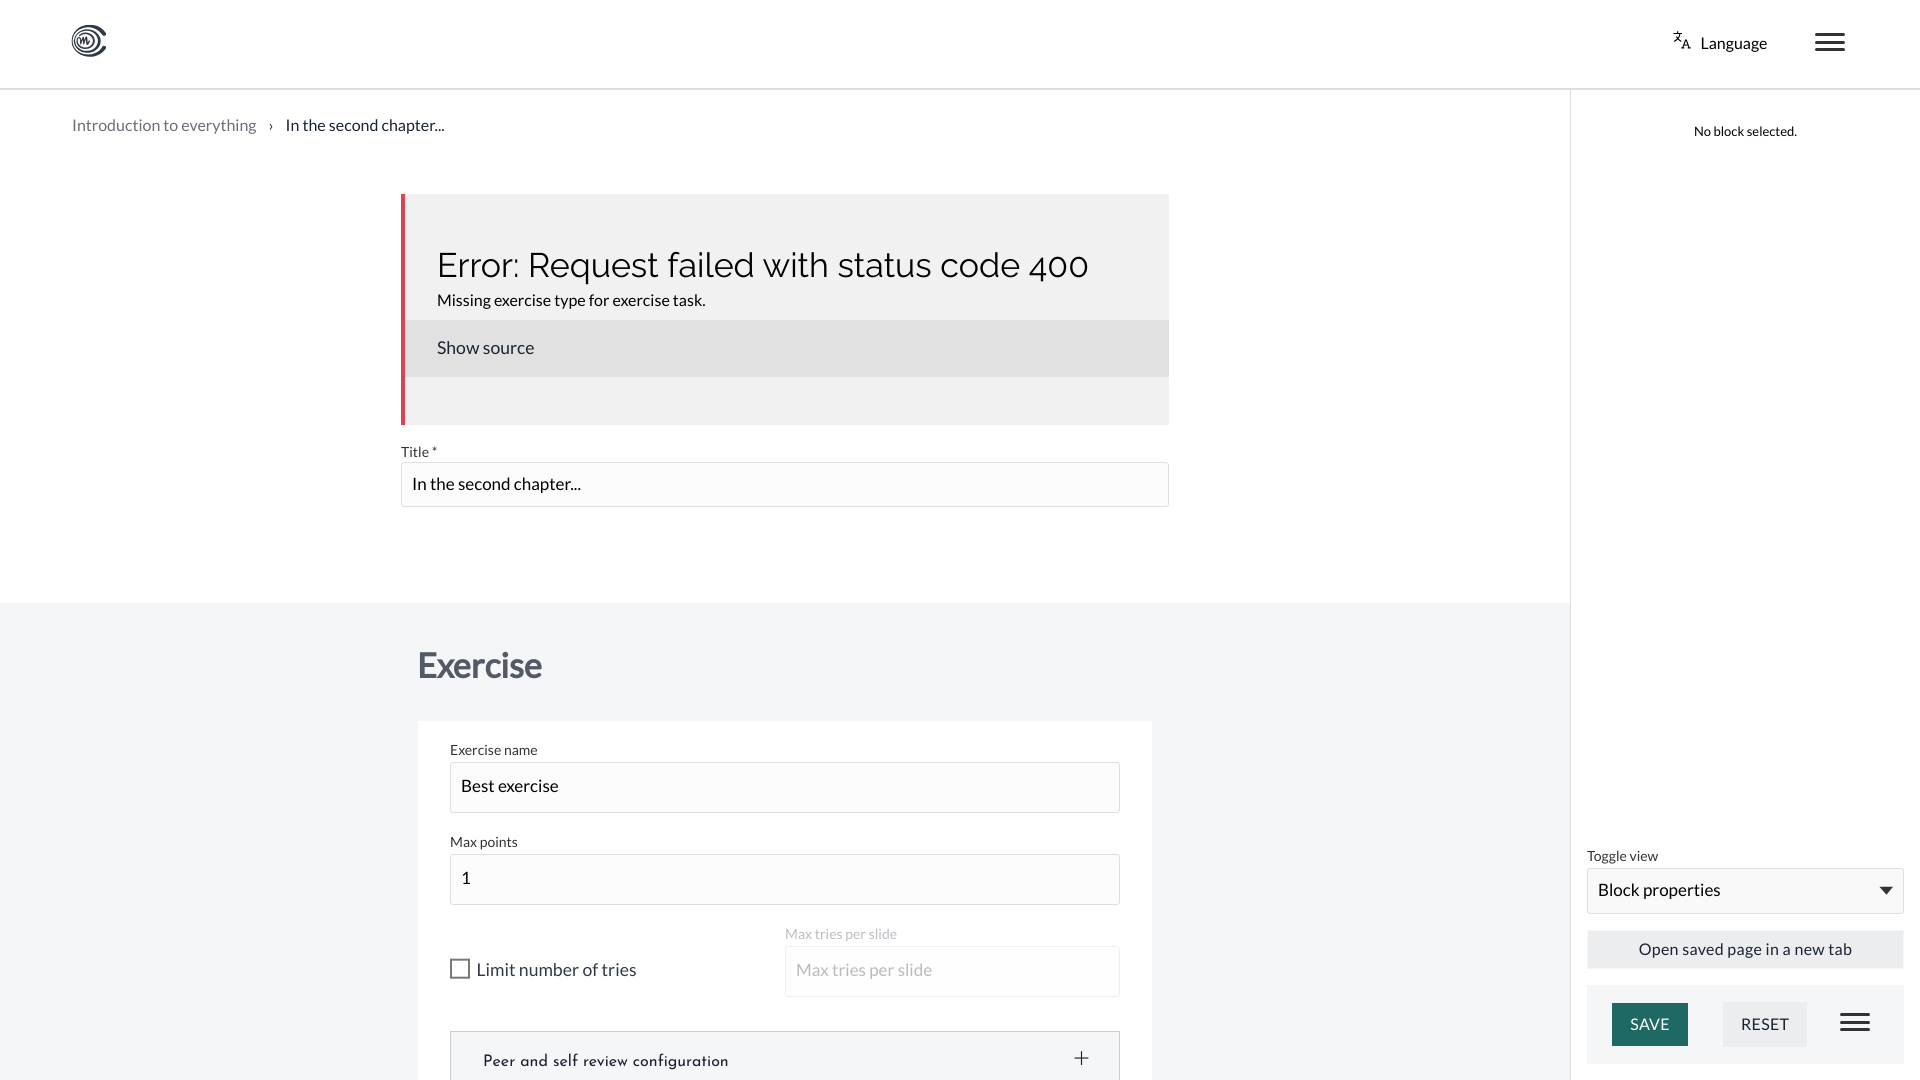 Language
Introduction to everything › In the second chapter...
No block selected.
Error: Request failed with status code 400
Missing exercise type for exercise task.
Show source
Title *
In the second chapter...
Exercise
Exercise name
Best exercise
Max points
1
Max tries per slide
Limit number of tries
Max tries per slide
Peer and self review configuration
Toggle view
Block properties
Open saved page in a new tab
SAVE
RESET